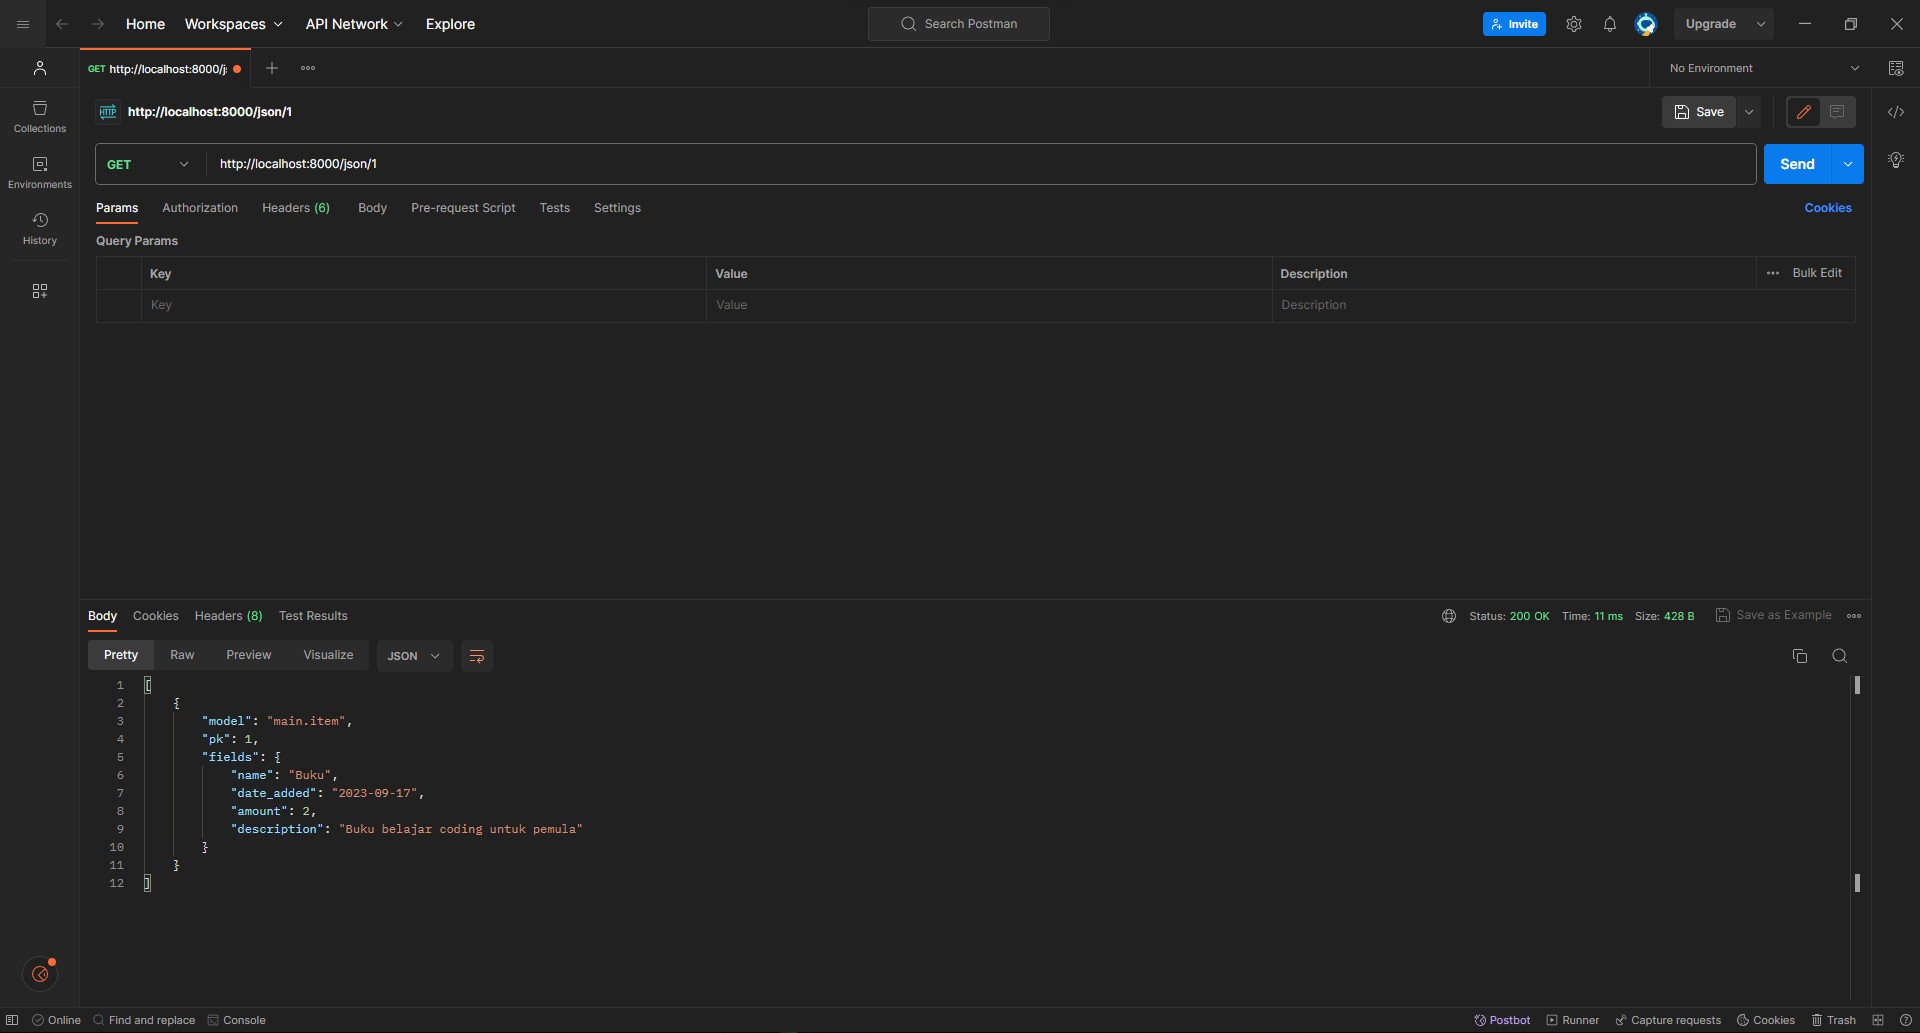 Home Workspaces API Network Explore Search Postman Invite Upgrade
GET http://localhost:8000/j No Environment
HTTP http://localhost:8000/json/1 Save
GET http://localhost:8000/json/1 Send
Params Authorization Headers (6) Body Pre-request Script Tests Settings Cookies
Query Params
Key Value Description Bulk Edit
Key Value Description
Collections
Environments
History
Body Cookies Headers (8) Test Results Status: 200 OK Time: 11 ms Size: 428 B Save as Example
Pretty Raw Preview Visualize JSON
1 [
2 {
3 "model": "main.item",
4 "pk": 1,
5 "fields": {
6 "name": "Buku",
7 "date_added": "2023-09-17",
8 "amount": 2,
9 "description": "Buku belajar coding untuk pemula"
10 }
11 }
12 ]
Online Find and replace Console Postbot Runner Capture requests Cookies Trash